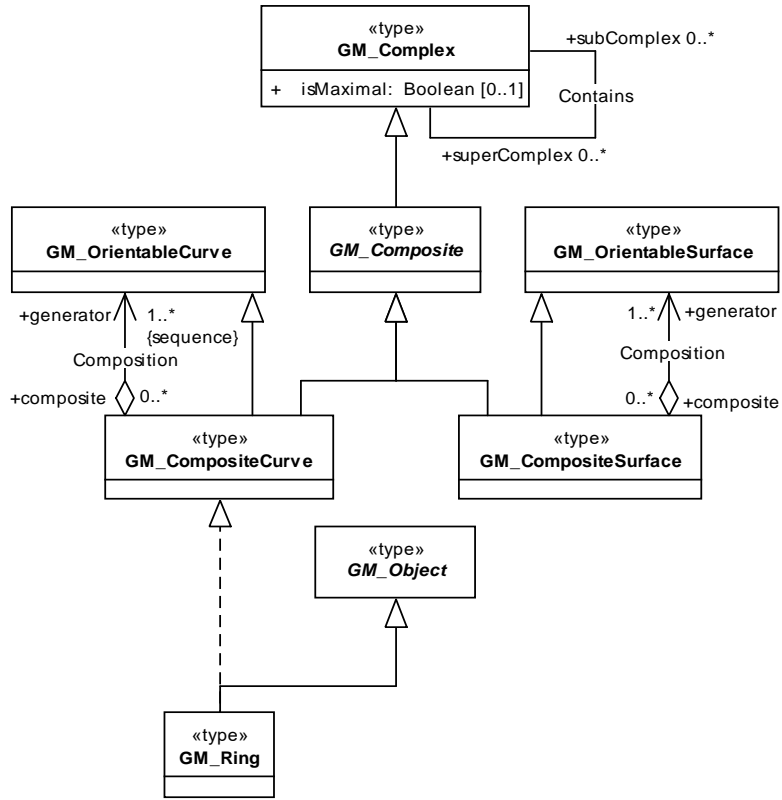 «type»
GM_Complex
+ isMaximal: Boolean [0..1]
+subComplex 0..*
Contains
+superComplex 0..*
«type»
GM_OrientableCurve
«type»
GM_Composite
«type»
GM_OrientableSurface
+generator
1..*
{sequence}
Composition
+composite
0..*
1..*
+generator
Composition
0..*
+composite
«type»
GM_CompositeCurve
«type»
GM_CompositeSurface
«type»
GM_Object
«type»
GM_Ring